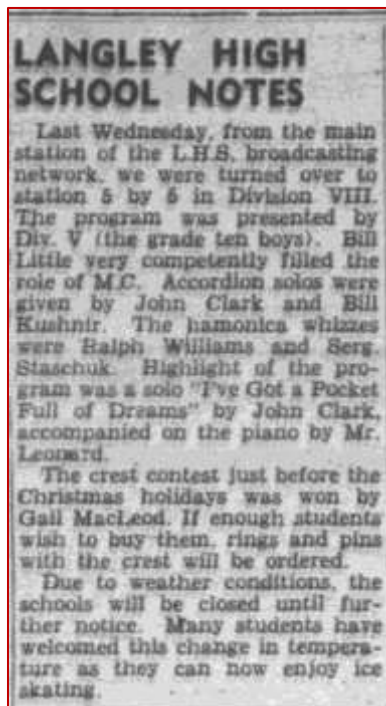 LANGLEY HIGH
SCHOOL NOTES
Last Wednesday, from the main
station of the L.H.S. broadcasting
network, we were turned over to
station 5 by 5 in Division VIII.
The program was presented by
Div. V (the grade ten boys). Bill
Little very competently filled the
role of M.C. Accordion solos were
given by John Clark and Bill
Kushnir. The hamonica whizzes
were Ralph Williams and Serg.
Staschuk. Highlight of the pro-
gram was a solo "I've Got a Pocket
Full of Dreams" by John Clark,
accompanied on the piano by Mr.
Leonard.
The crest contest just before the
Christmas holidays was won by
Gail MacLeod. If enough students
wish to buy them, rings and pins
with the crest will be ordered.
Due to weather conditions, the
schools will be closed until fur-
ther notice. Many students have
welcomed this change in tempera-
ture as they can now enjoy ice
skating.